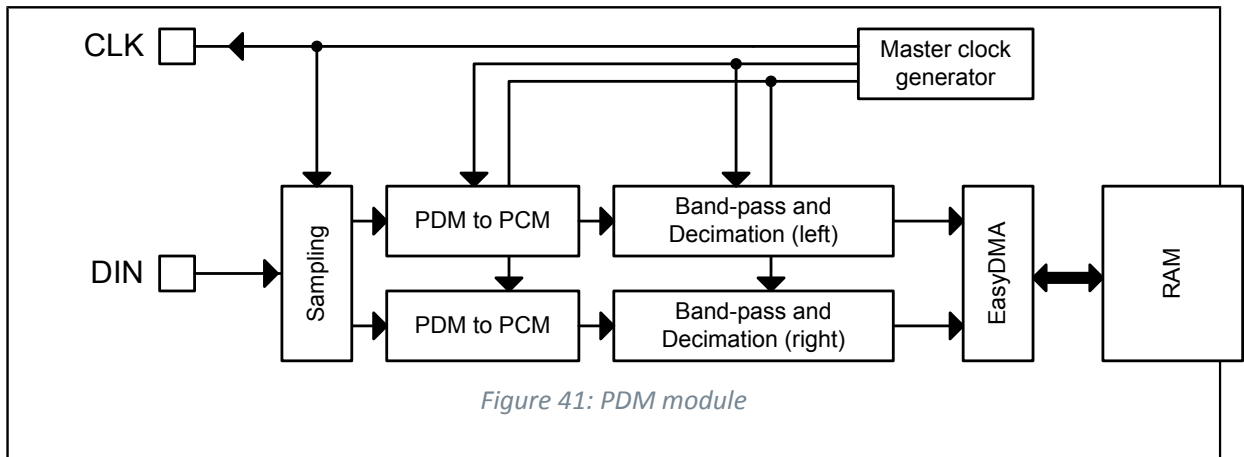 CLK
Master clock
generator
DIN
Sampling
PDM to PCM
Band-pass and
Decimation (left)
PDM to PCM
Band-pass and
Decimation (right)
EasyDMA
RAM
Figure 41: PDM module